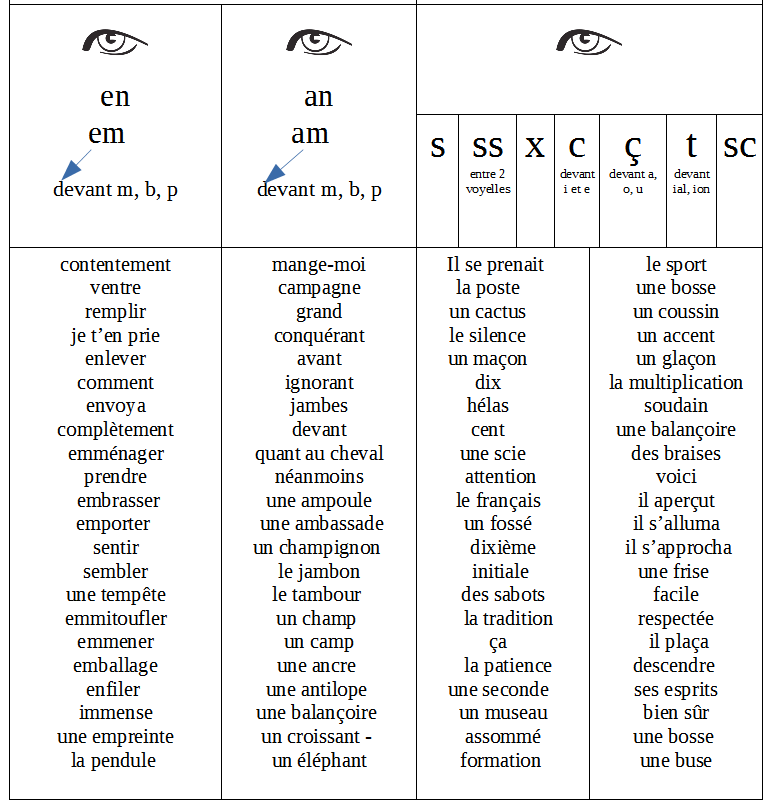 en
em
devant m, b, p
an
am
devant m, b, p
s
ss
entre 2
voyelles
x
c
devant
i et e
ç
devant a,
o, u
t
devant
ial, ion
sc
contentement
ventre
remplir
je t’en prie
enlever
comment
envoya
complètement
emménager
prendre
embrasser
emporter
sentir
sembler
une tempête
emmitoufler
emmener
emballage
enfiler
immense
une empreinte
la pendule
mange-moi
campagne
grand
conquérant
avant
ignorant
jambes
devant
quant au cheval
néanmoins
une ampoule
une ambassade
un champignon
le jambon
le tambour
un champ
un camp
une ancre
une antilope
une balançoire
un croissant -
un éléphant
Il se prenait
la poste
un cactus
le silence
un maçon
dix
hélas
cent
une scie
attention
le français
un fossé
dixième
initiale
des sabots
la tradition
ça
la patience
une seconde
un museau
assommé
formation
le sport
une bosse
un coussin
un accent
un glaçon
la multiplication
soudain
une balançoire
des braises
voici
il aperçut
il s’alluma
il s’approcha
une frise
facile
respectée
il plaça
descendre
ses esprits
bien sûr
une bosse
une buse